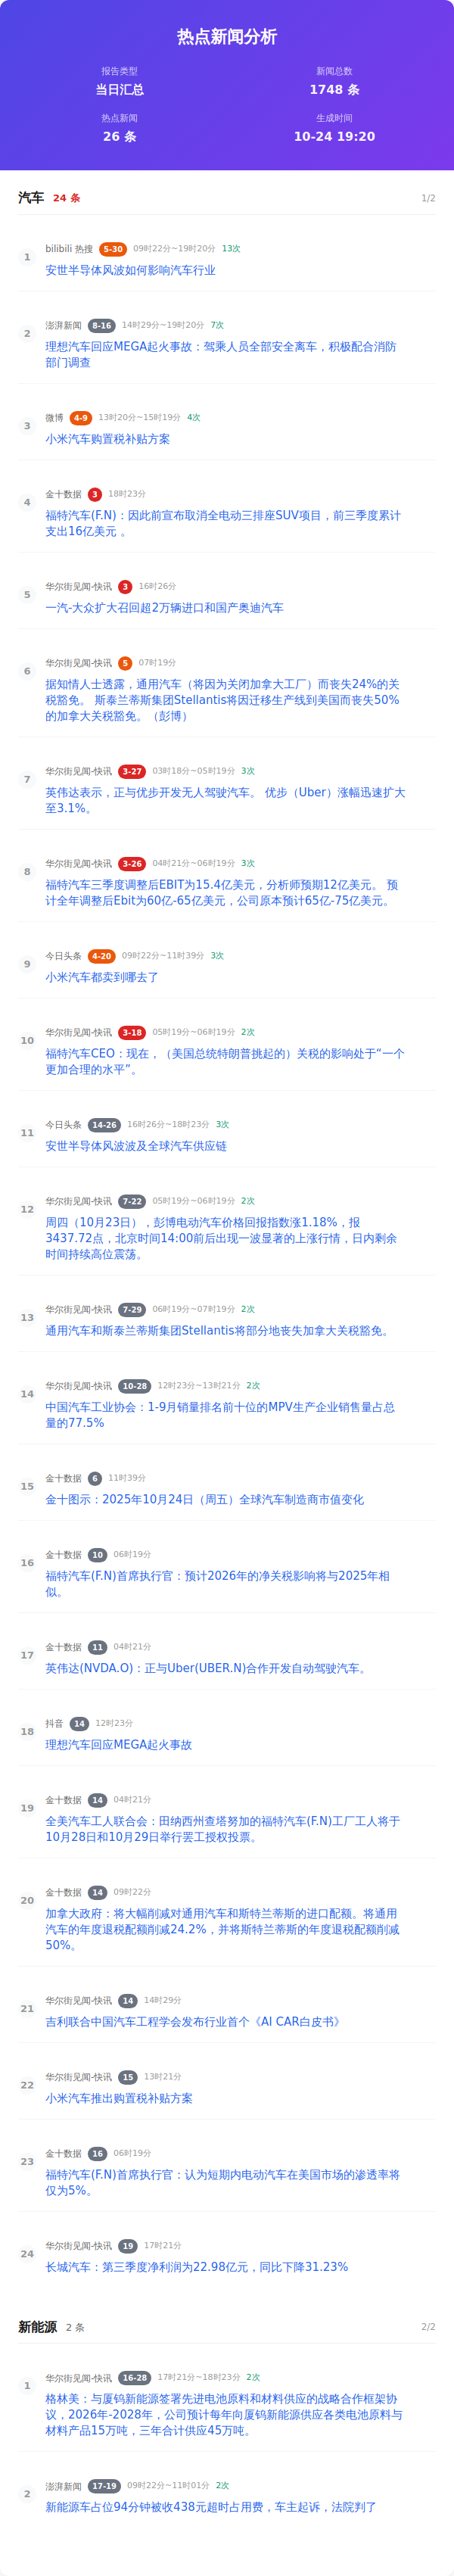 热点新闻分析
报告类型
当日汇总
新闻总数
1748 条
热点新闻
26 条
生成时间
10-24 19:20
汽车 24 条 1/2
1
bilibili 热搜 5-30 09时22分~19时20分 13次
安世半导体风波如何影响汽车行业
2
澎湃新闻 8-16 14时29分~19时20分 7次
理想汽车回应MEGA起火事故：驾乘人员全部安全离车，积极配合消防
部门调查
3
微博 4-9 13时20分~15时19分 4次
小米汽车购置税补贴方案
4
金十数据 3 18时23分
福特汽车(F.N)：因此前宣布取消全电动三排座SUV项目，前三季度累计
支出16亿美元 。
5
华尔街见闻-快讯 3 16时26分
一汽-大众扩大召回超2万辆进口和国产奥迪汽车
6
华尔街见闻-快讯 5 07时19分
据知情人士透露，通用汽车（将因为关闭加拿大工厂）而丧失24%的关
税豁免。 斯泰兰蒂斯集团Stellantis将因迁移生产线到美国而丧失50%
的加拿大关税豁免。（彭博）
7
华尔街见闻-快讯 3-27 03时18分~05时19分 3次
英伟达表示，正与优步开发无人驾驶汽车。 优步（Uber）涨幅迅速扩大
至3.1%。
8
华尔街见闻-快讯 3-26 04时21分~06时19分 3次
福特汽车三季度调整后EBIT为15.4亿美元，分析师预期12亿美元。 预
计全年调整后Ebit为60亿-65亿美元，公司原本预计65亿-75亿美元。
9
今日头条 4-20 09时22分~11时39分 3次
小米汽车都卖到哪去了
10
华尔街见闻-快讯 3-18 05时19分~06时19分 2次
福特汽车CEO：现在，（美国总统特朗普挑起的）关税的影响处于“一个
更加合理的水平”。
11
今日头条 14-26 16时26分~18时23分 3次
安世半导体风波波及全球汽车供应链
12
华尔街见闻-快讯 7-22 05时19分~06时19分 2次
周四（10月23日），彭博电动汽车价格回报指数涨1.18%，报
3437.72点，北京时间14:00前后出现一波显著的上涨行情，日内剩余
时间持续高位震荡。
13
华尔街见闻-快讯 7-29 06时19分~07时19分 2次
通用汽车和斯泰兰蒂斯集团Stellantis将部分地丧失加拿大关税豁免。
14
华尔街见闻-快讯 10-28 12时23分~13时21分 2次
中国汽车工业协会：1-9月销量排名前十位的MPV生产企业销售量占总
量的77.5%
15
金十数据 6 11时39分
金十图示：2025年10月24日（周五）全球汽车制造商市值变化
16
金十数据 10 06时19分
福特汽车(F.N)首席执行官：预计2026年的净关税影响将与2025年相
似。
17
金十数据 11 04时21分
英伟达(NVDA.O)：正与Uber(UBER.N)合作开发自动驾驶汽车。
18
抖音 14 12时23分
理想汽车回应MEGA起火事故
19
金十数据 14 04时21分
全美汽车工人联合会：田纳西州查塔努加的福特汽车(F.N)工厂工人将于
10月28日和10月29日举行罢工授权投票。
20
金十数据 14 09时22分
加拿大政府：将大幅削减对通用汽车和斯特兰蒂斯的进口配额。将通用
汽车的年度退税配额削减24.2%，并将斯特兰蒂斯的年度退税配额削减
50%。
21
华尔街见闻-快讯 14 14时29分
吉利联合中国汽车工程学会发布行业首个《AI CAR白皮书》
22
华尔街见闻-快讯 15 13时21分
小米汽车推出购置税补贴方案
23
金十数据 16 06时19分
福特汽车(F.N)首席执行官：认为短期内电动汽车在美国市场的渗透率将
仅为5%。
24
华尔街见闻-快讯 19 17时21分
长城汽车：第三季度净利润为22.98亿元，同比下降31.23%
新能源 2 条 2/2
1
华尔街见闻-快讯 16-28 17时21分~18时23分 2次
格林美：与厦钨新能源签署先进电池原料和材料供应的战略合作框架协
议，2026年-2028年，公司预计每年向厦钨新能源供应各类电池原料与
材料产品15万吨，三年合计供应45万吨。
2
澎湃新闻 17-19 09时22分~11时01分 2次
新能源车占位94分钟被收438元超时占用费，车主起诉，法院判了